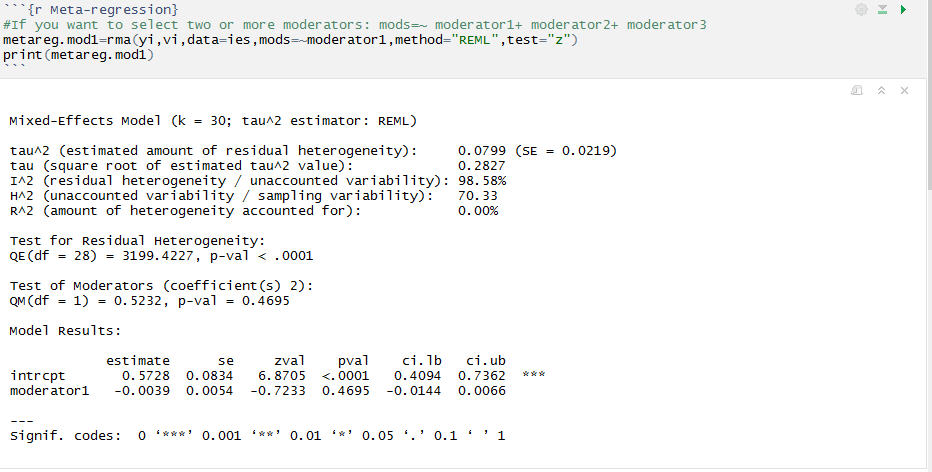 ```{r Meta-regression}
#If you want to select two or more moderators: mods=~ moderator1+ moderator2+ moderator3
metareg.mod1=rma(yi,vi,data=ies,mods=~moderator1,method="REML",test="z")
print(metareg.mod1)
```
Mixed-Effects Model (k = 30; tau^2 estimator: REML)
tau^2 (estimated amount of residual heterogeneity):     0.0799 (SE = 0.0219)
tau (square root of estimated tau^2 value):             0.2827
I^2 (residual heterogeneity / unaccounted variability): 98.58%
H^2 (unaccounted variability / sampling variability):   70.33
R^2 (amount of heterogeneity accounted for):            0.00%
Test for Residual Heterogeneity:
QE(df = 28) = 3199.4227, p-val < .0001
Test of Moderators (coefficient(s) 2):
QM(df = 1) = 0.5232, p-val = 0.4695
Model Results:
            estimate      se     zval    pval    ci.lb   ci.ub
intrcpt       0.5728  0.0834   6.8705  <.0001   0.4094  0.7362  ***
moderator1   -0.0039  0.0054  -0.7233  0.4695  -0.0144  0.0066
---
Signif. codes:  0 ‘***’ 0.001 ‘**’ 0.01 ‘*’ 0.05 ‘.’ 0.1 ‘ ’ 1